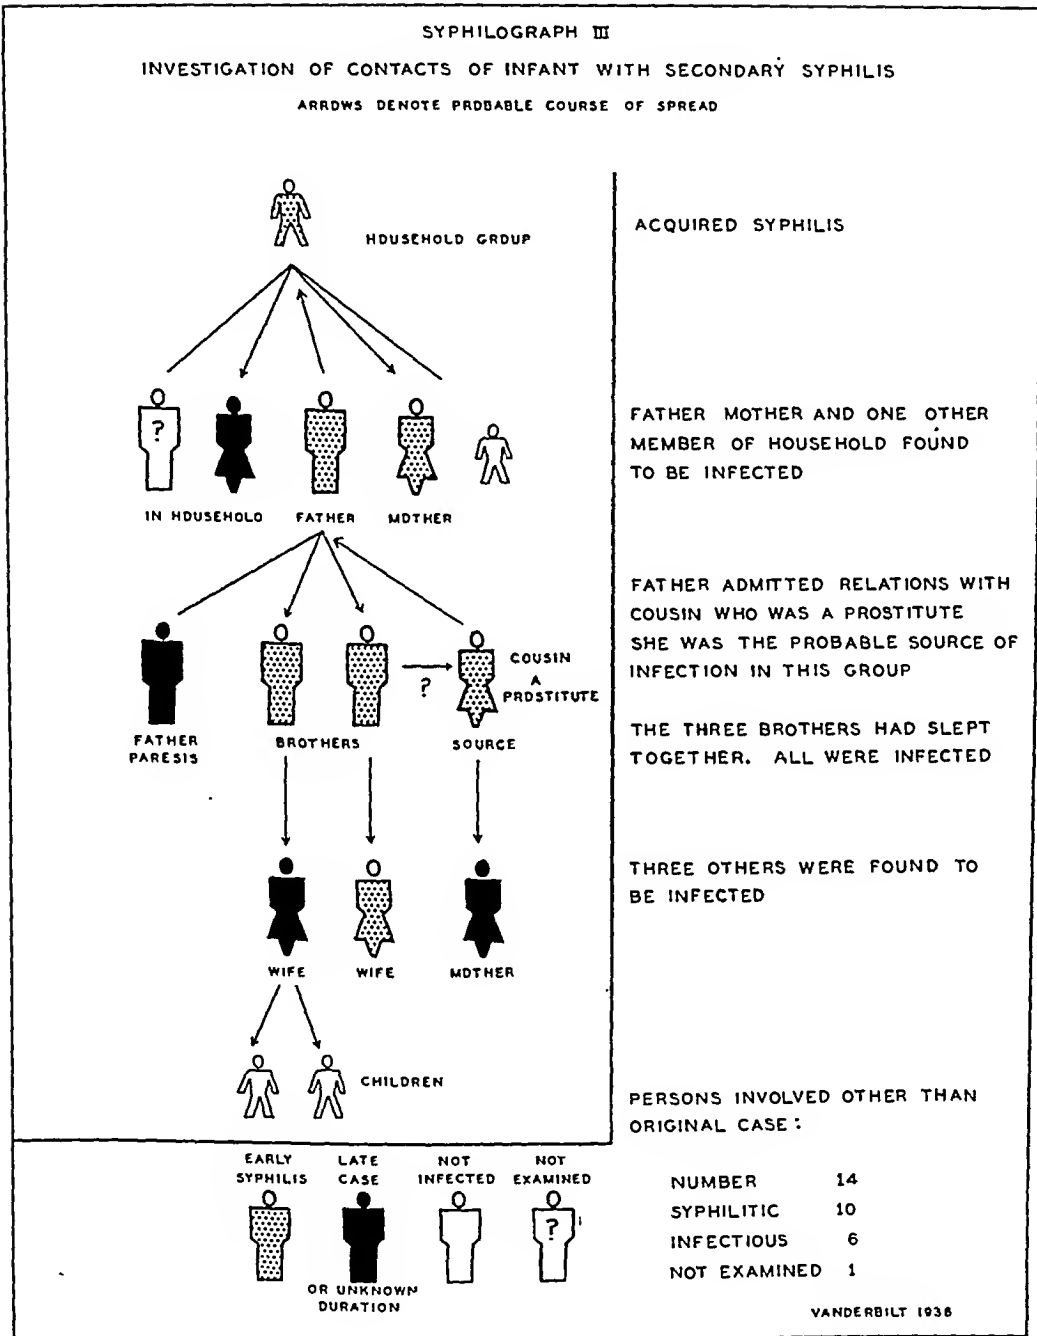 SYPHILOGRAPH III
INVESTIGATION OF CONTACTS OF INFANT WITH SECONDARY SYPHILIS
ARROWS DENOTE PROBABLE COURSE OF SPREAD
HOUSEHOLD GROUP
ACQUIRED SYPHILIS
?
IN HOUSEHOLD
FATHER
MOTHER
FATHER MOTHER AND ONE OTHER
MEMBER OF HOUSEHOLD FOUND
TO BE INFECTED
FATHER ADMITTED RELATIONS WITH
COUSIN WHO WAS A PROSTITUTE
SHE WAS THE PROBABLE SOURCE OF
INFECTION IN THIS GROUP
?
COUSIN
A
PROSTITUTE
FATHER
PARESIS
BROTHERS
SOURCE
THE THREE BROTHERS HAD SLEPT
TOGETHER. ALL WERE INFECTED
THREE OTHERS WERE FOUND TO
BE INFECTED
WIFE
WIFE
MOTHER
CHILDREN
PERSONS INVOLVED OTHER THAN
ORIGINAL CASE:
EARLY
SYPHILIS
LATE
CASE
NOT
INFECTED
NOT
EXAMINED
?
OR UNKNOWN
DURATION
NUMBER 14
SYPHILITIC 10
INFECTIOUS 6
NOT EXAMINED 1
VANDERBILT 1938